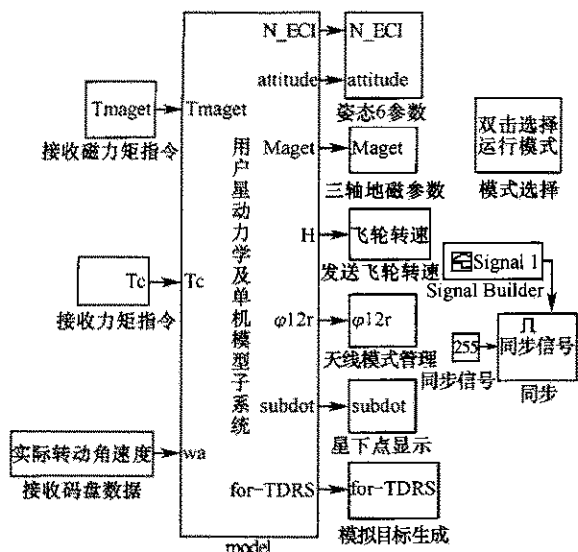 Tmaget
接收磁力矩指令
Tc
接收力矩指令
实际转动角速度
接收码盘数据
Tmaget
Tc
wa
用户星动力学及单机模型子系统
N_ECI
attitude
Maget
H
φ12r
subdot
for-TDRS
model
N_ECI
attitude
姿态6参数
Maget
三轴地磁参数
飞轮转速
发送飞轮转速
φ12r
天线模式管理
subdot
星下点显示
for-TDRS
模拟目标生成
双击选择
运行模式
模式选择
Signal 1
Signal Builder
255
同步信号
同步信号
同步